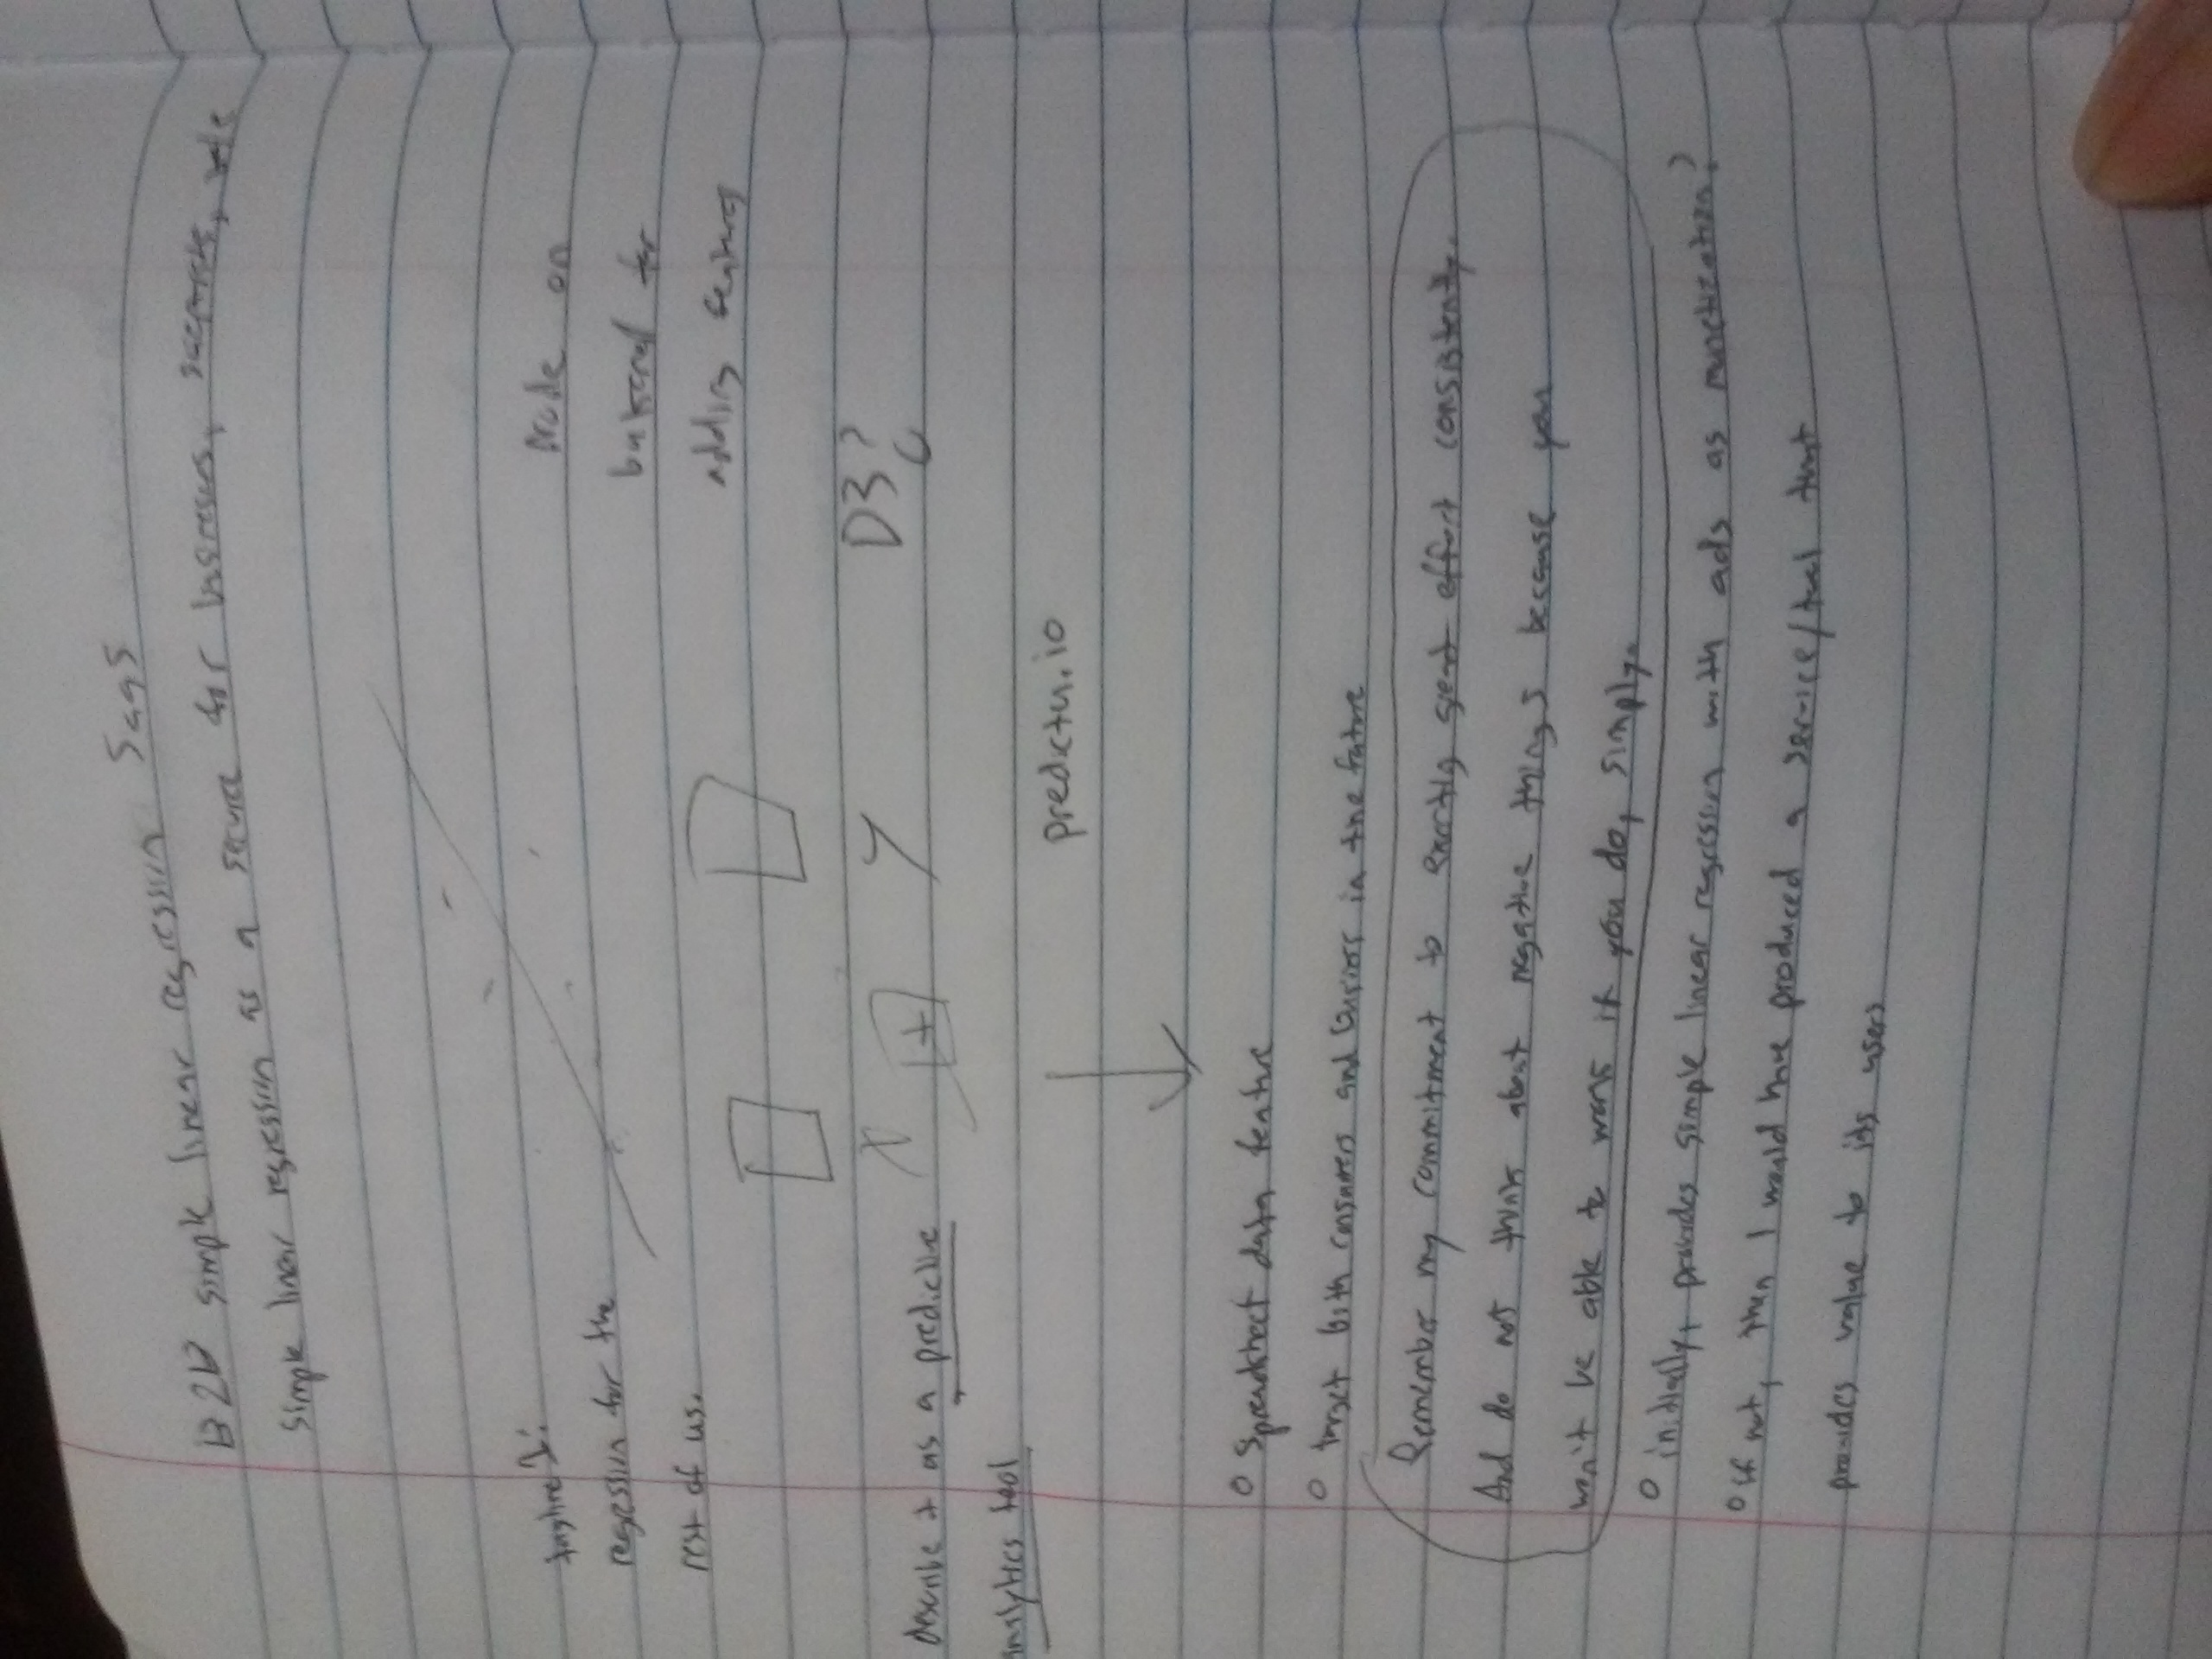 B2B simple linear regression SaaS
simple linear regression as a service for businesses,
tagline 1:
regression for the
rest of us.
Node on
backend for
adding features
X
+
Y
D3?
describe it as a predictive
analytics tool
predictu.io
o spreadsheet data feature
o target both consumers and business in the future
Remember my commitment to exerting great effort consistently.
And do not think about negative things because you
won't be able to work if you do, simply.
o initially, provides simple linear regression with ads as monetization?
o if not, then I would have produced a service/tool that
provides value to its users